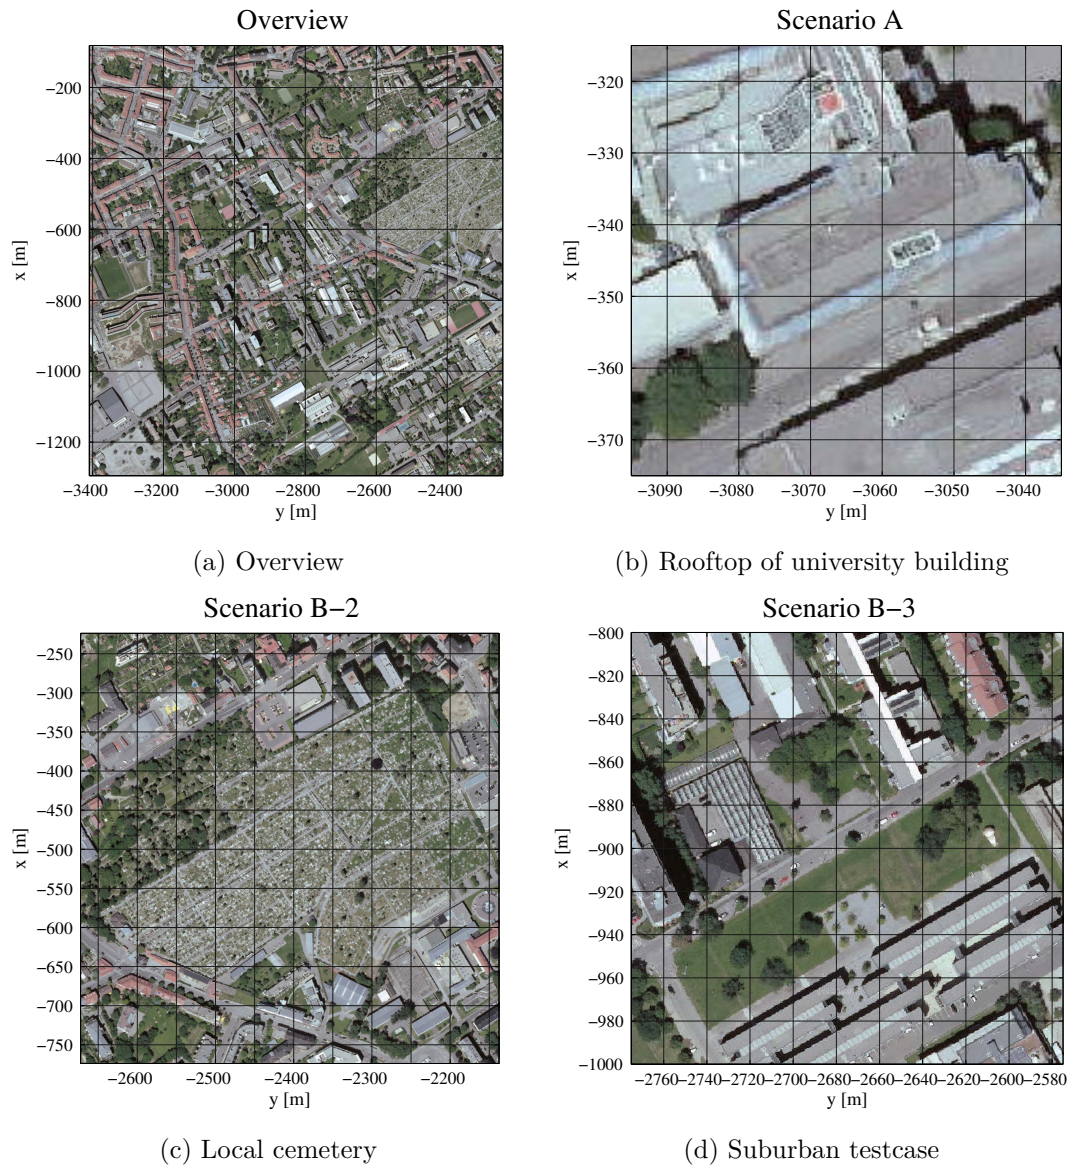 Overview
−200
−400
−600
−800
−1000
−1200
x [m]
−3400 −3200 −3000 −2800 −2600 −2400
y [m]
(a) Overview
Scenario A
−320
−330
−340
−350
−360
−370
x [m]
−3090 −3080 −3070 −3060 −3050 −3040
y [m]
(b) Rooftop of university building
Scenario B−2
−250
−300
−350
−400
−450
−500
−550
−600
−650
−700
−750
x [m]
−2600 −2500 −2400 −2300 −2200
y [m]
(c) Local cemetery
Scenario B−3
−800
−820
−840
−860
−880
−900
−920
−940
−960
−980
−1000
x [m]
−2760−2740−2720−2700−2680−2660−2640−2620−2600−2580
y [m]
(d) Suburban testcase